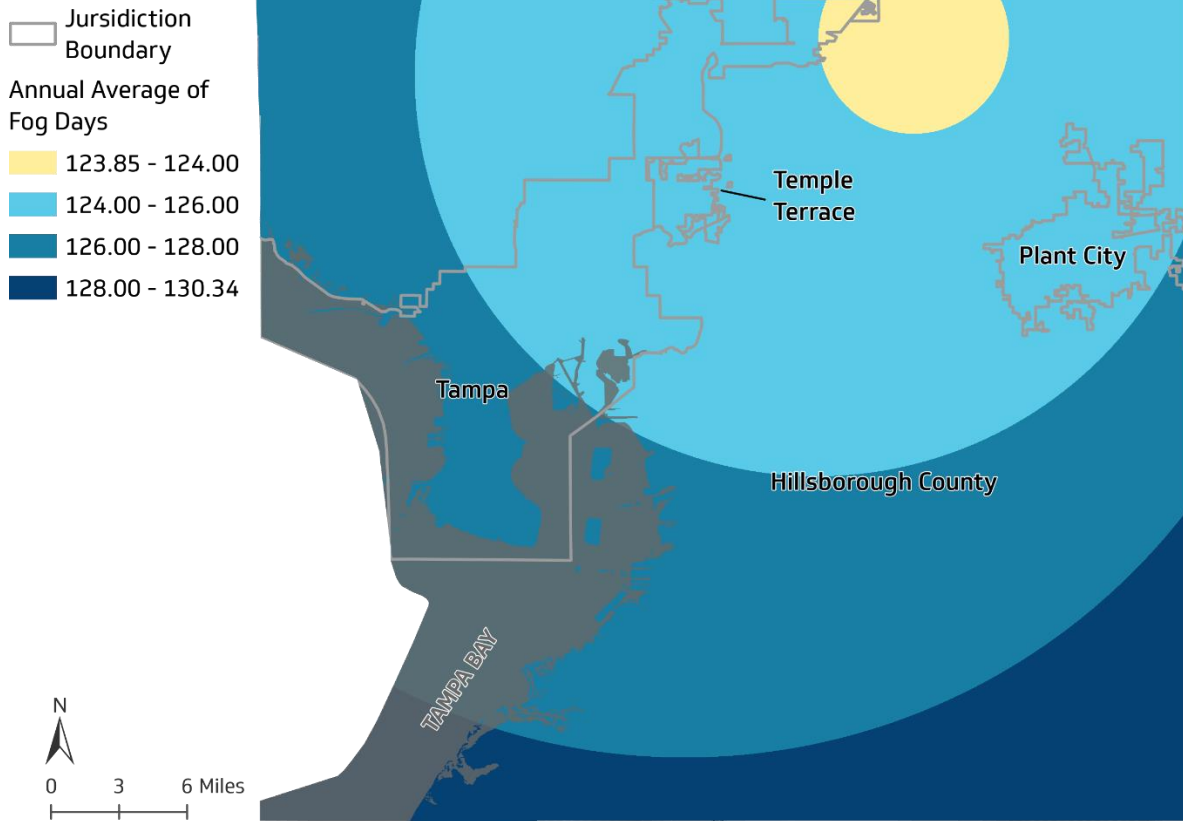 Jursidiction
Boundary
Annual Average of
Fog Days
123.85 - 124.00
124.00 - 126.00
126.00 - 128.00
128.00 - 130.34
Temple
Terrace
Plant City
Tampa
Hillsborough County
TAMPA BAY
N
0 3 6 Miles